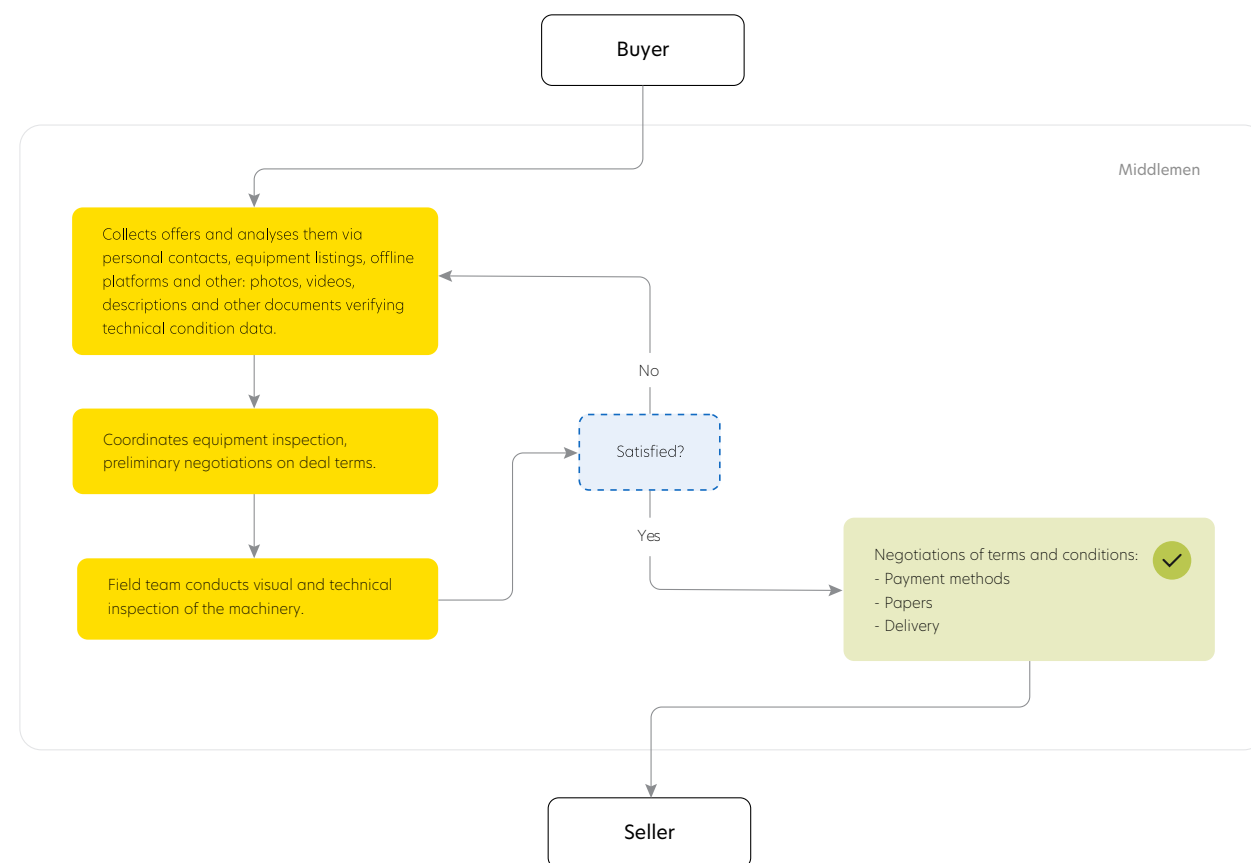 Buyer
Middlemen
Collects offers and analyses them via
personal contacts, equipment listings, offline
platforms and other: photos, videos,
descriptions and other documents verifying
technical condition data.
No
Coordinates equipment inspection,
preliminary negotiations on deal terms.
Satisfied?
Yes
Field team conducts visual and technical
inspection of the machinery.
Negotiations of terms and conditions:
- Payment methods
- Papers
- Delivery
Seller